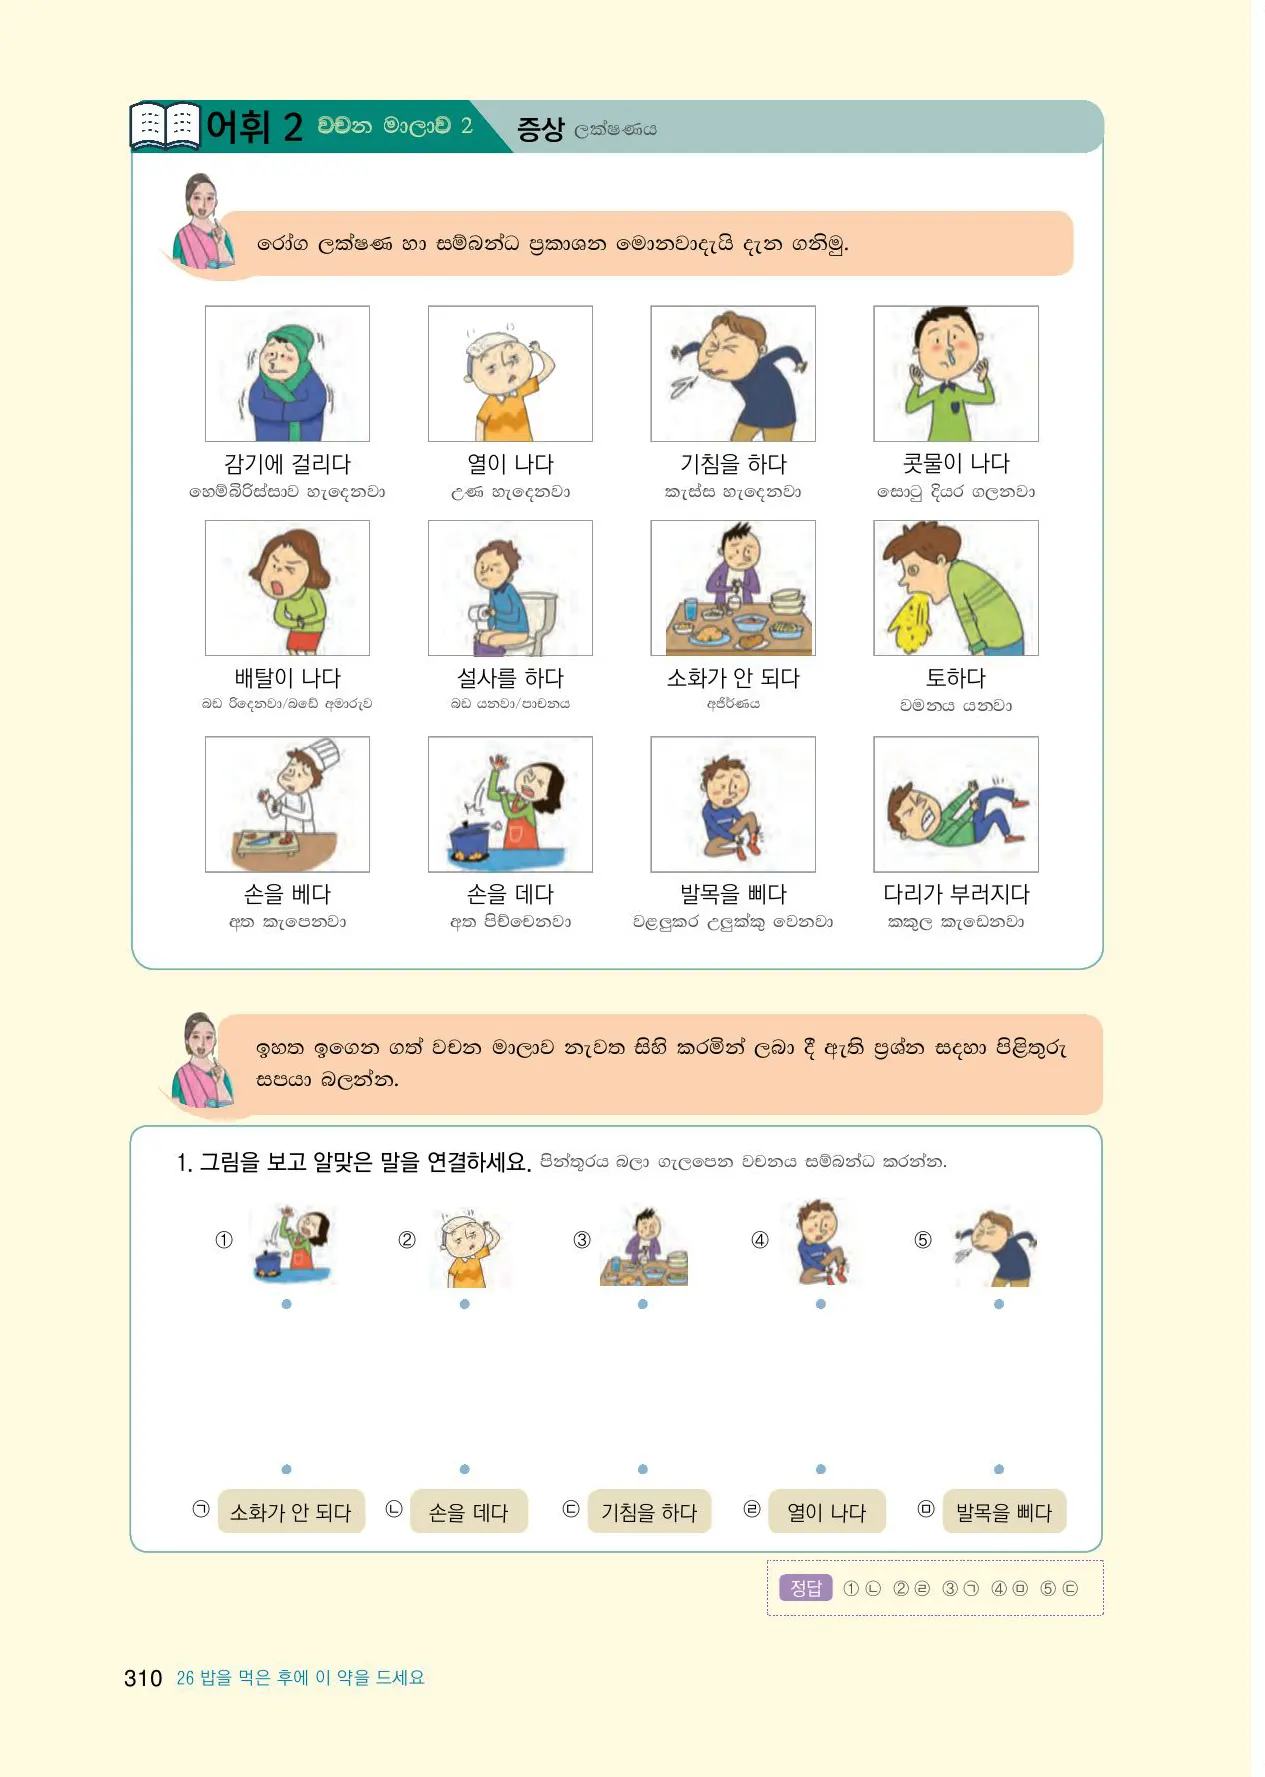 어휘 2 වචන මාලාව 2 증상 ලක්ෂණය
රෝග ලක්ෂණ හා සම්බන්ධ ප්‍රකාශන මොනවාදැයි දැන ගනිමු.
감기에 걸리다 열이 나다 기침을 하다 콧물이 나다
හෙම්බිරිස්සාව හැදෙනවා උණ හැදෙනවා කැස්ස හැදෙනවා සොටු දියර ගලනවා
배탈이 나다 설사를 하다 소화가 안 되다 토하다
බඩ රිදෙනවා/බඩේ අමාරුව බඩ යනවා/පාචනය අජීර්ණය වමනය යනවා
손을 베다 손을 데다 발목을 삐다 다리가 부러지다
අත කැපෙනවා අත පිච්චෙනවා වළලුකර උලුක්කු වෙනවා කකුල කැඩෙනවා
ඉහත ඉගෙන ගත් වචන මාලාව නැවත සිහි කරමින් ලබා දී ඇති ප්‍රශ්න සඳහා පිළිතුරු
සපයා බලන්න.
1. 그림을 보고 알맞은 말을 연결하세요. පින්තූරය බලා ගැලපෙන වචනය සම්බන්ධ කරන්න.
① ② ③ ④ ⑤
㉠ 소화가 안 되다 ㉡ 손을 데다 ㉢ 기침을 하다 ㉣ 열이 나다 ㉤ 발목을 삐다
정답 ① ㉡ ② ㉣ ③ ㉠ ④ ㉤ ⑤ ㉢
310 26 밥을 먹은 후에 이 약을 드세요